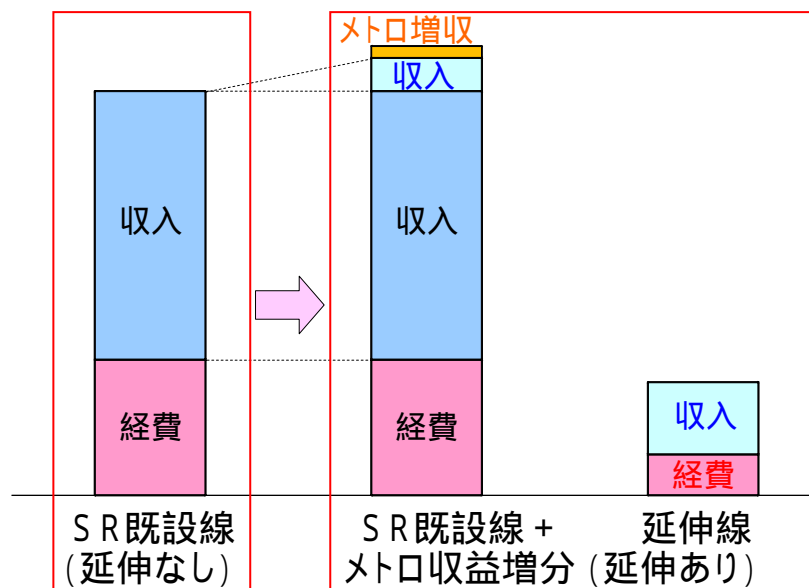 メトロ増収
収入
収入
収入
収入
経費
経費
経費
SR既設線
(延伸なし)
SR既設線+
メトロ収益増分
延伸線
(延伸あり)